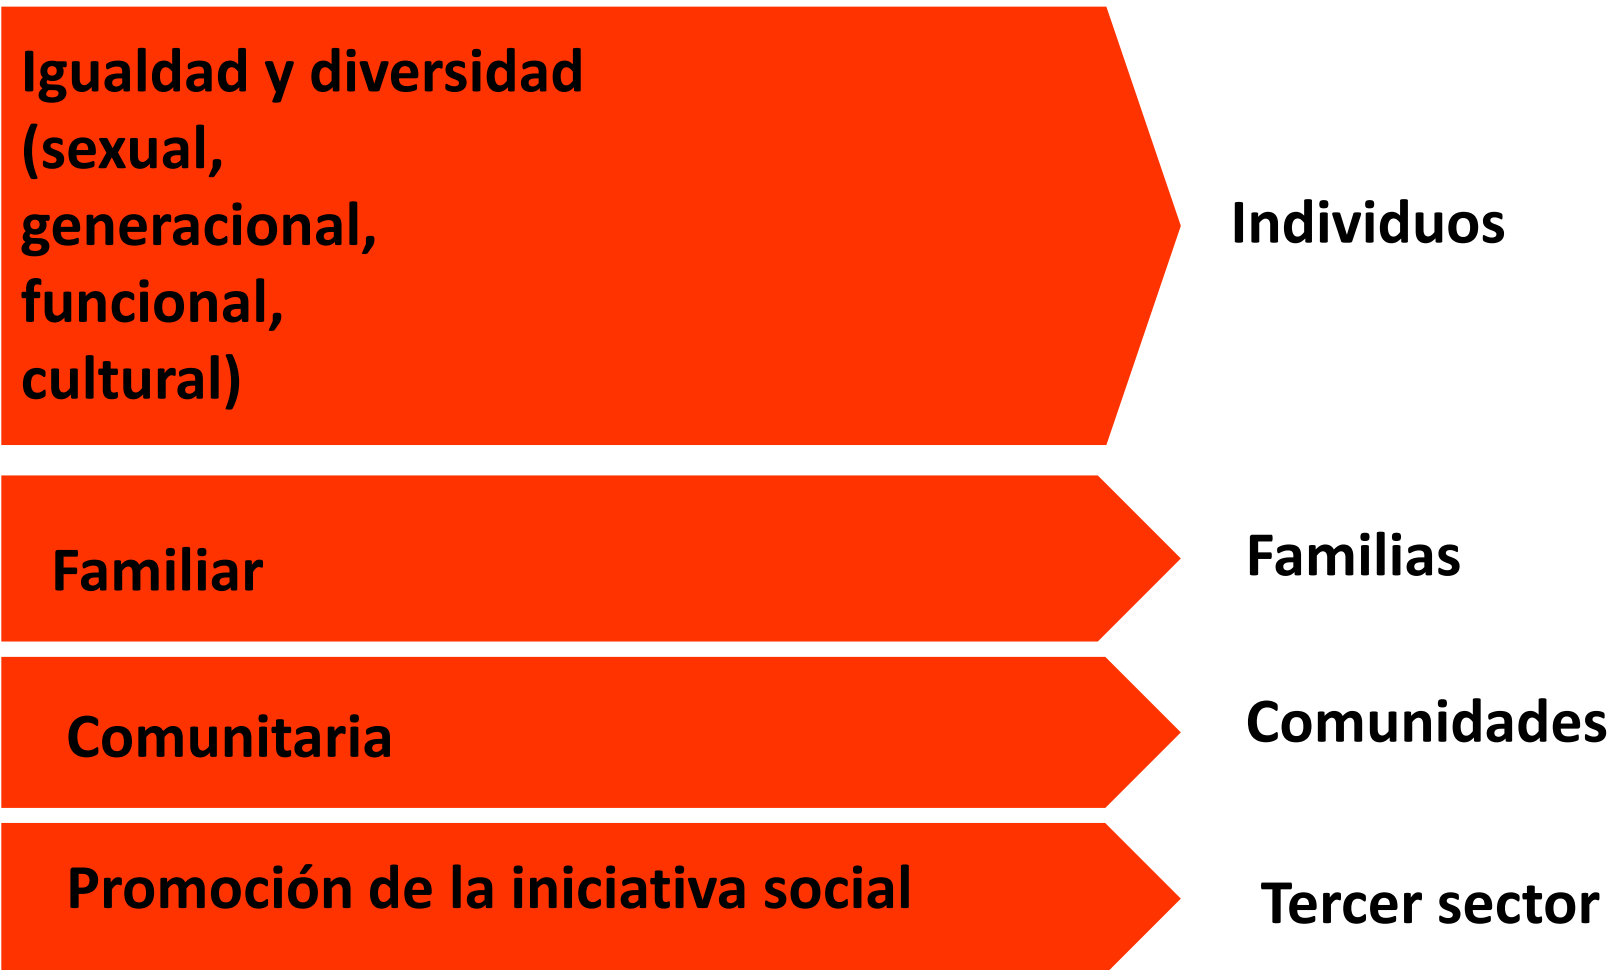 Igualdad y diversidad
(sexual,
generacional,
funcional,
cultural)
Individuos
Familiar
Familias
Comunitaria
Comunidades
Promoción de la iniciativa social
Tercer sector